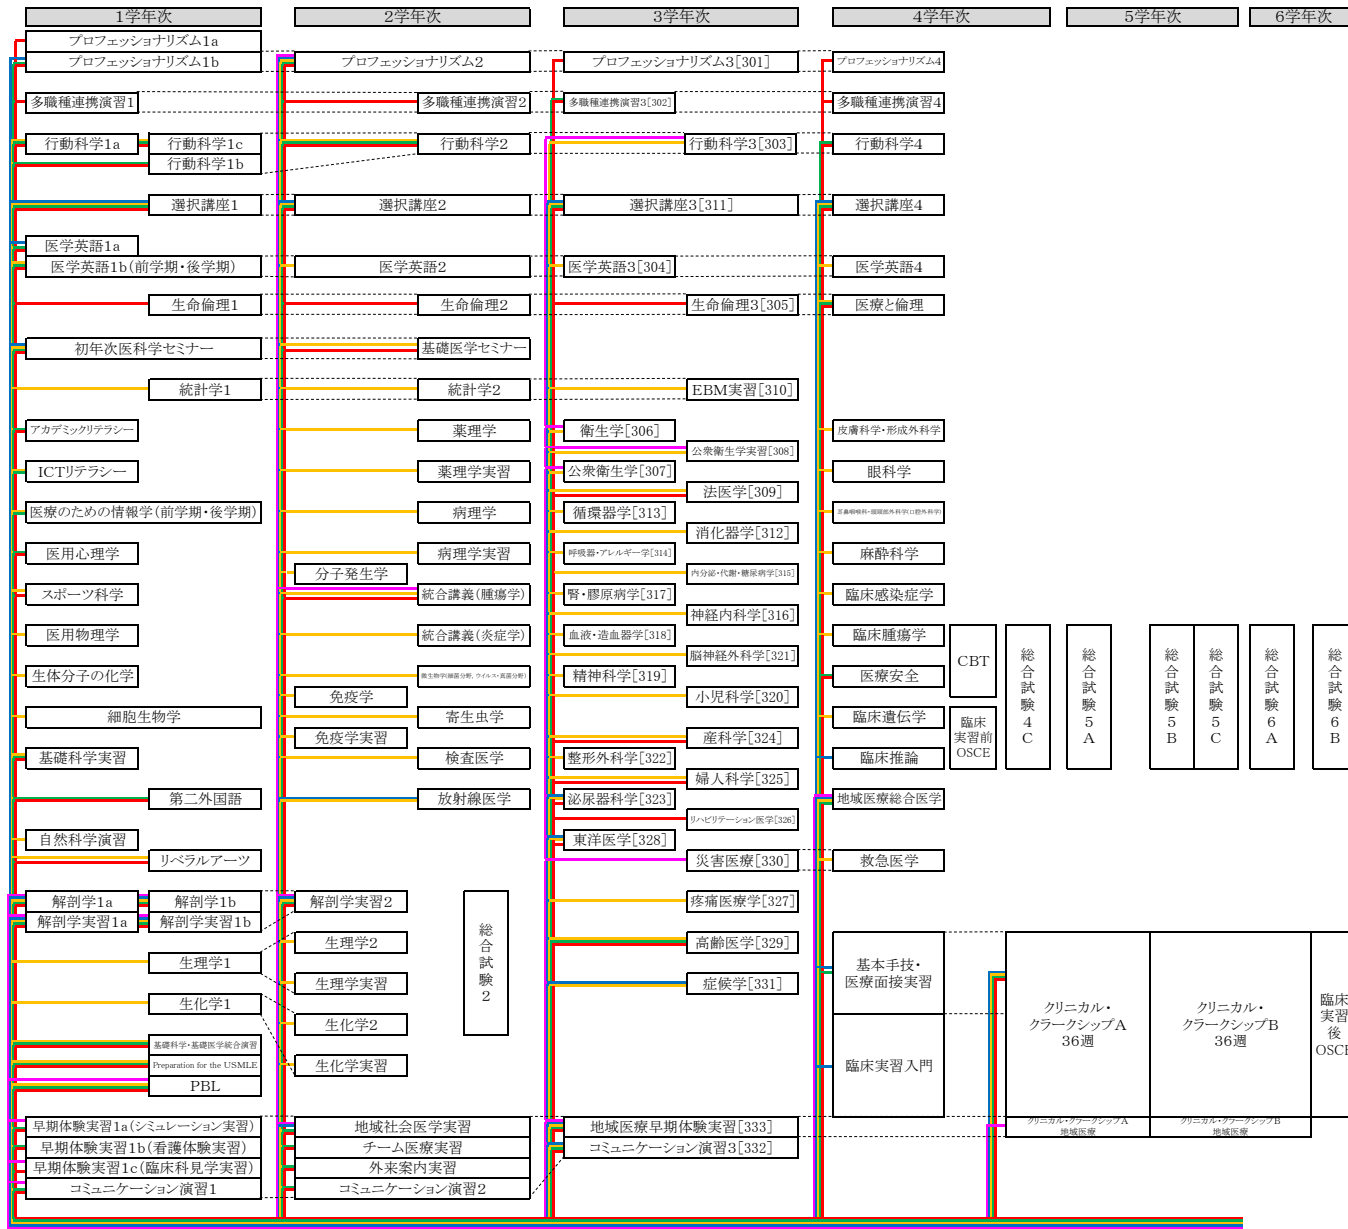 1学年次
2学年次
3学年次
4学年次
5学年次
6学年次
プロフェッショナリズム1a
プロフェッショナリズム1b
プロフェッショナリズム2
プロフェッショナリズム3[301]
プロフェッショナリズム4
多職種連携演習1
多職種連携演習2
多職種連携演習3[302]
多職種連携演習4
行動科学1a
行動科学1c
行動科学2
行動科学3[303]
行動科学4
行動科学1b
選択講座1
選択講座2
選択講座3[311]
選択講座4
医学英語1a
医学英語1b(前学期・後学期)
医学英語2
医学英語3[304]
医学英語4
生命倫理1
生命倫理2
生命倫理3[305]
医療と倫理
初年次医科学セミナー
基礎医学セミナー
統計学1
統計学2
EBM実習[310]
アカデミックリテラシー
薬理学
衛生学[306]
皮膚科学・形成外科学
公衆衛生学実習[308]
ICTリテラシー
薬理学実習
公衆衛生学[307]
眼科学
法医学[309]
医療のための情報学(前学期・後学期)
病理学
循環器学[313]
耳鼻咽喉科・頭頸部外科学(口腔外科学)
消化器学[312]
医用心理学
病理学実習
呼吸器・アレルギー学[314]
麻酔科学
分子発生学
内分泌・代謝・糖尿病学[315]
スポーツ科学
統合講義(腫瘍学)
腎・膠原病学[317]
臨床感染症学
神経内科学[316]
医用物理学
統合講義(炎症学)
血液・造血器学[318]
臨床腫瘍学
脳神経外科学[321]
CBT
総合試験4C
総合試験5A
総合試験5B
総合試験5C
総合試験6A
総合試験6B
生体分子の化学
微生物学(細菌分野、ウイルス・真菌分野)
精神科学[319]
医療安全
免疫学
小児科学[320]
細胞生物学
寄生虫学
臨床遺伝学
臨床
実習前
OSCE
免疫学実習
産科学[324]
基礎科学実習
検査医学
整形外科学[322]
臨床推論
婦人科学[325]
第二外国語
放射線医学
泌尿器科学[323]
地域医療総合医学
リハビリテーション医学[326]
自然科学演習
東洋医学[328]
リベラルアーツ
災害医療[330]
救急医学
解剖学1a
解剖学1b
解剖学実習2
総合試験2
疼痛医療学[327]
解剖学実習1a
解剖学実習1b
生理学2
高齢医学[329]
生理学1
生理学実習
症候学[331]
基本手技・
医療面接実習
生化学1
生化学2
クリニカル・
クラークシップA
36週
クリニカル・
クラークシップB
36週
臨床
実習
後
OSCE
基礎科学・基礎医学統合演習
Preparation for the USMLE
生化学実習
臨床実習入門
PBL
早期体験実習1a(シミュレーション実習)
地域社会医学実習
地域医療早期体験実習[333]
クリニカル・クラークシップA
地域医療
クリニカル・クラークシップB
地域医療
早期体験実習1b(看護体験実習)
チーム医療実習
コミュニケーション演習3[332]
早期体験実習1c(臨床科見学実習)
外来案内実習
コミュニケーション演習1
コミュニケーション演習2